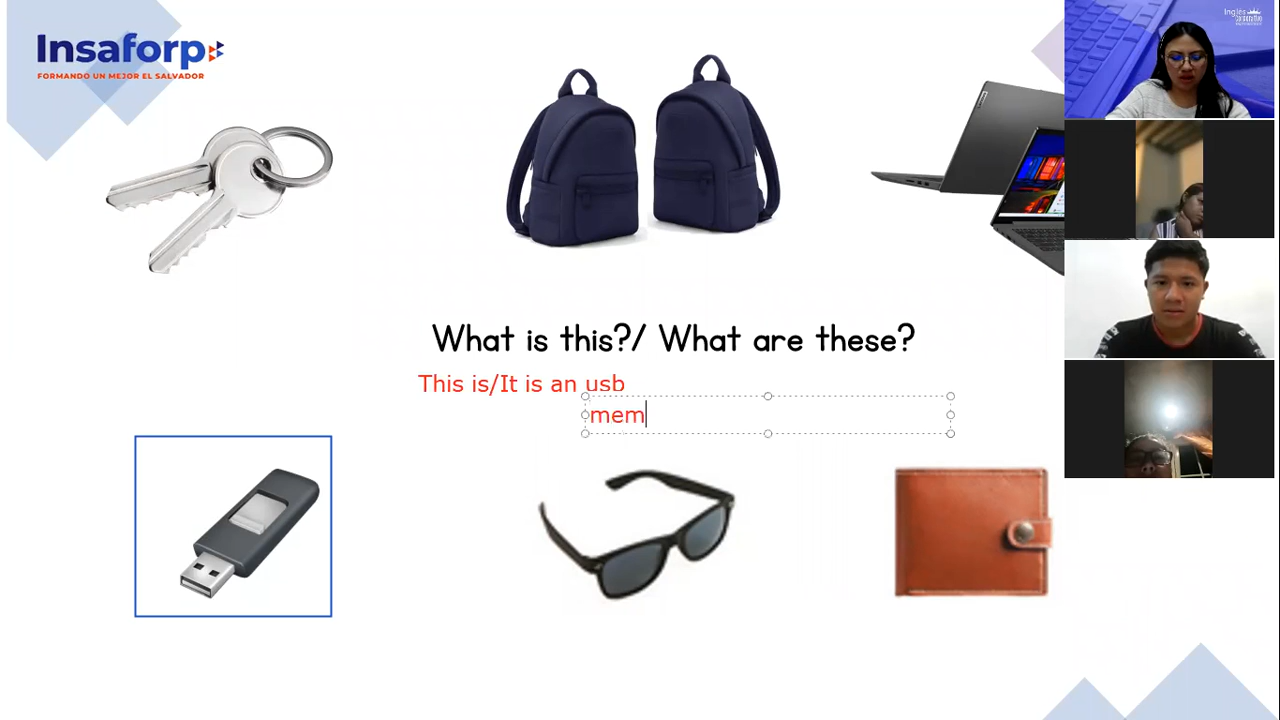 Insaforp
FORMANDO UN MEJOR EL SALVADOR
Inglés
What is this?/ What are these?
This is/It is an usb
mem